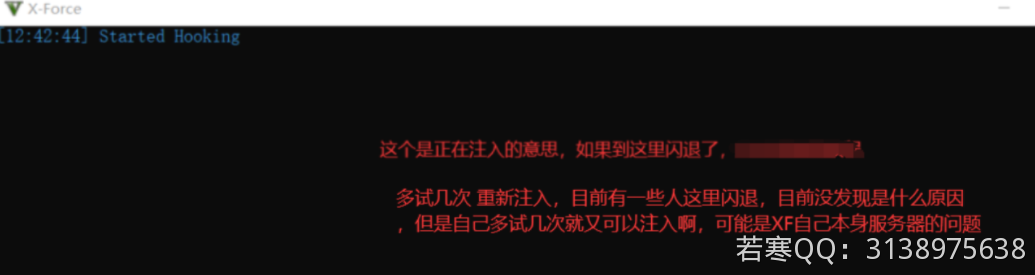 X-Force
[12:42:44] Started Hooking
这个是正在注入的意思，如果到这里闪退了，
多试几次 重新注入，目前有一些人这里闪退，目前没发现是什么原因
，但是自己多试几次就又可以注入啊，可能是XF自己本身服务器的问题
若寒QQ：3138975638